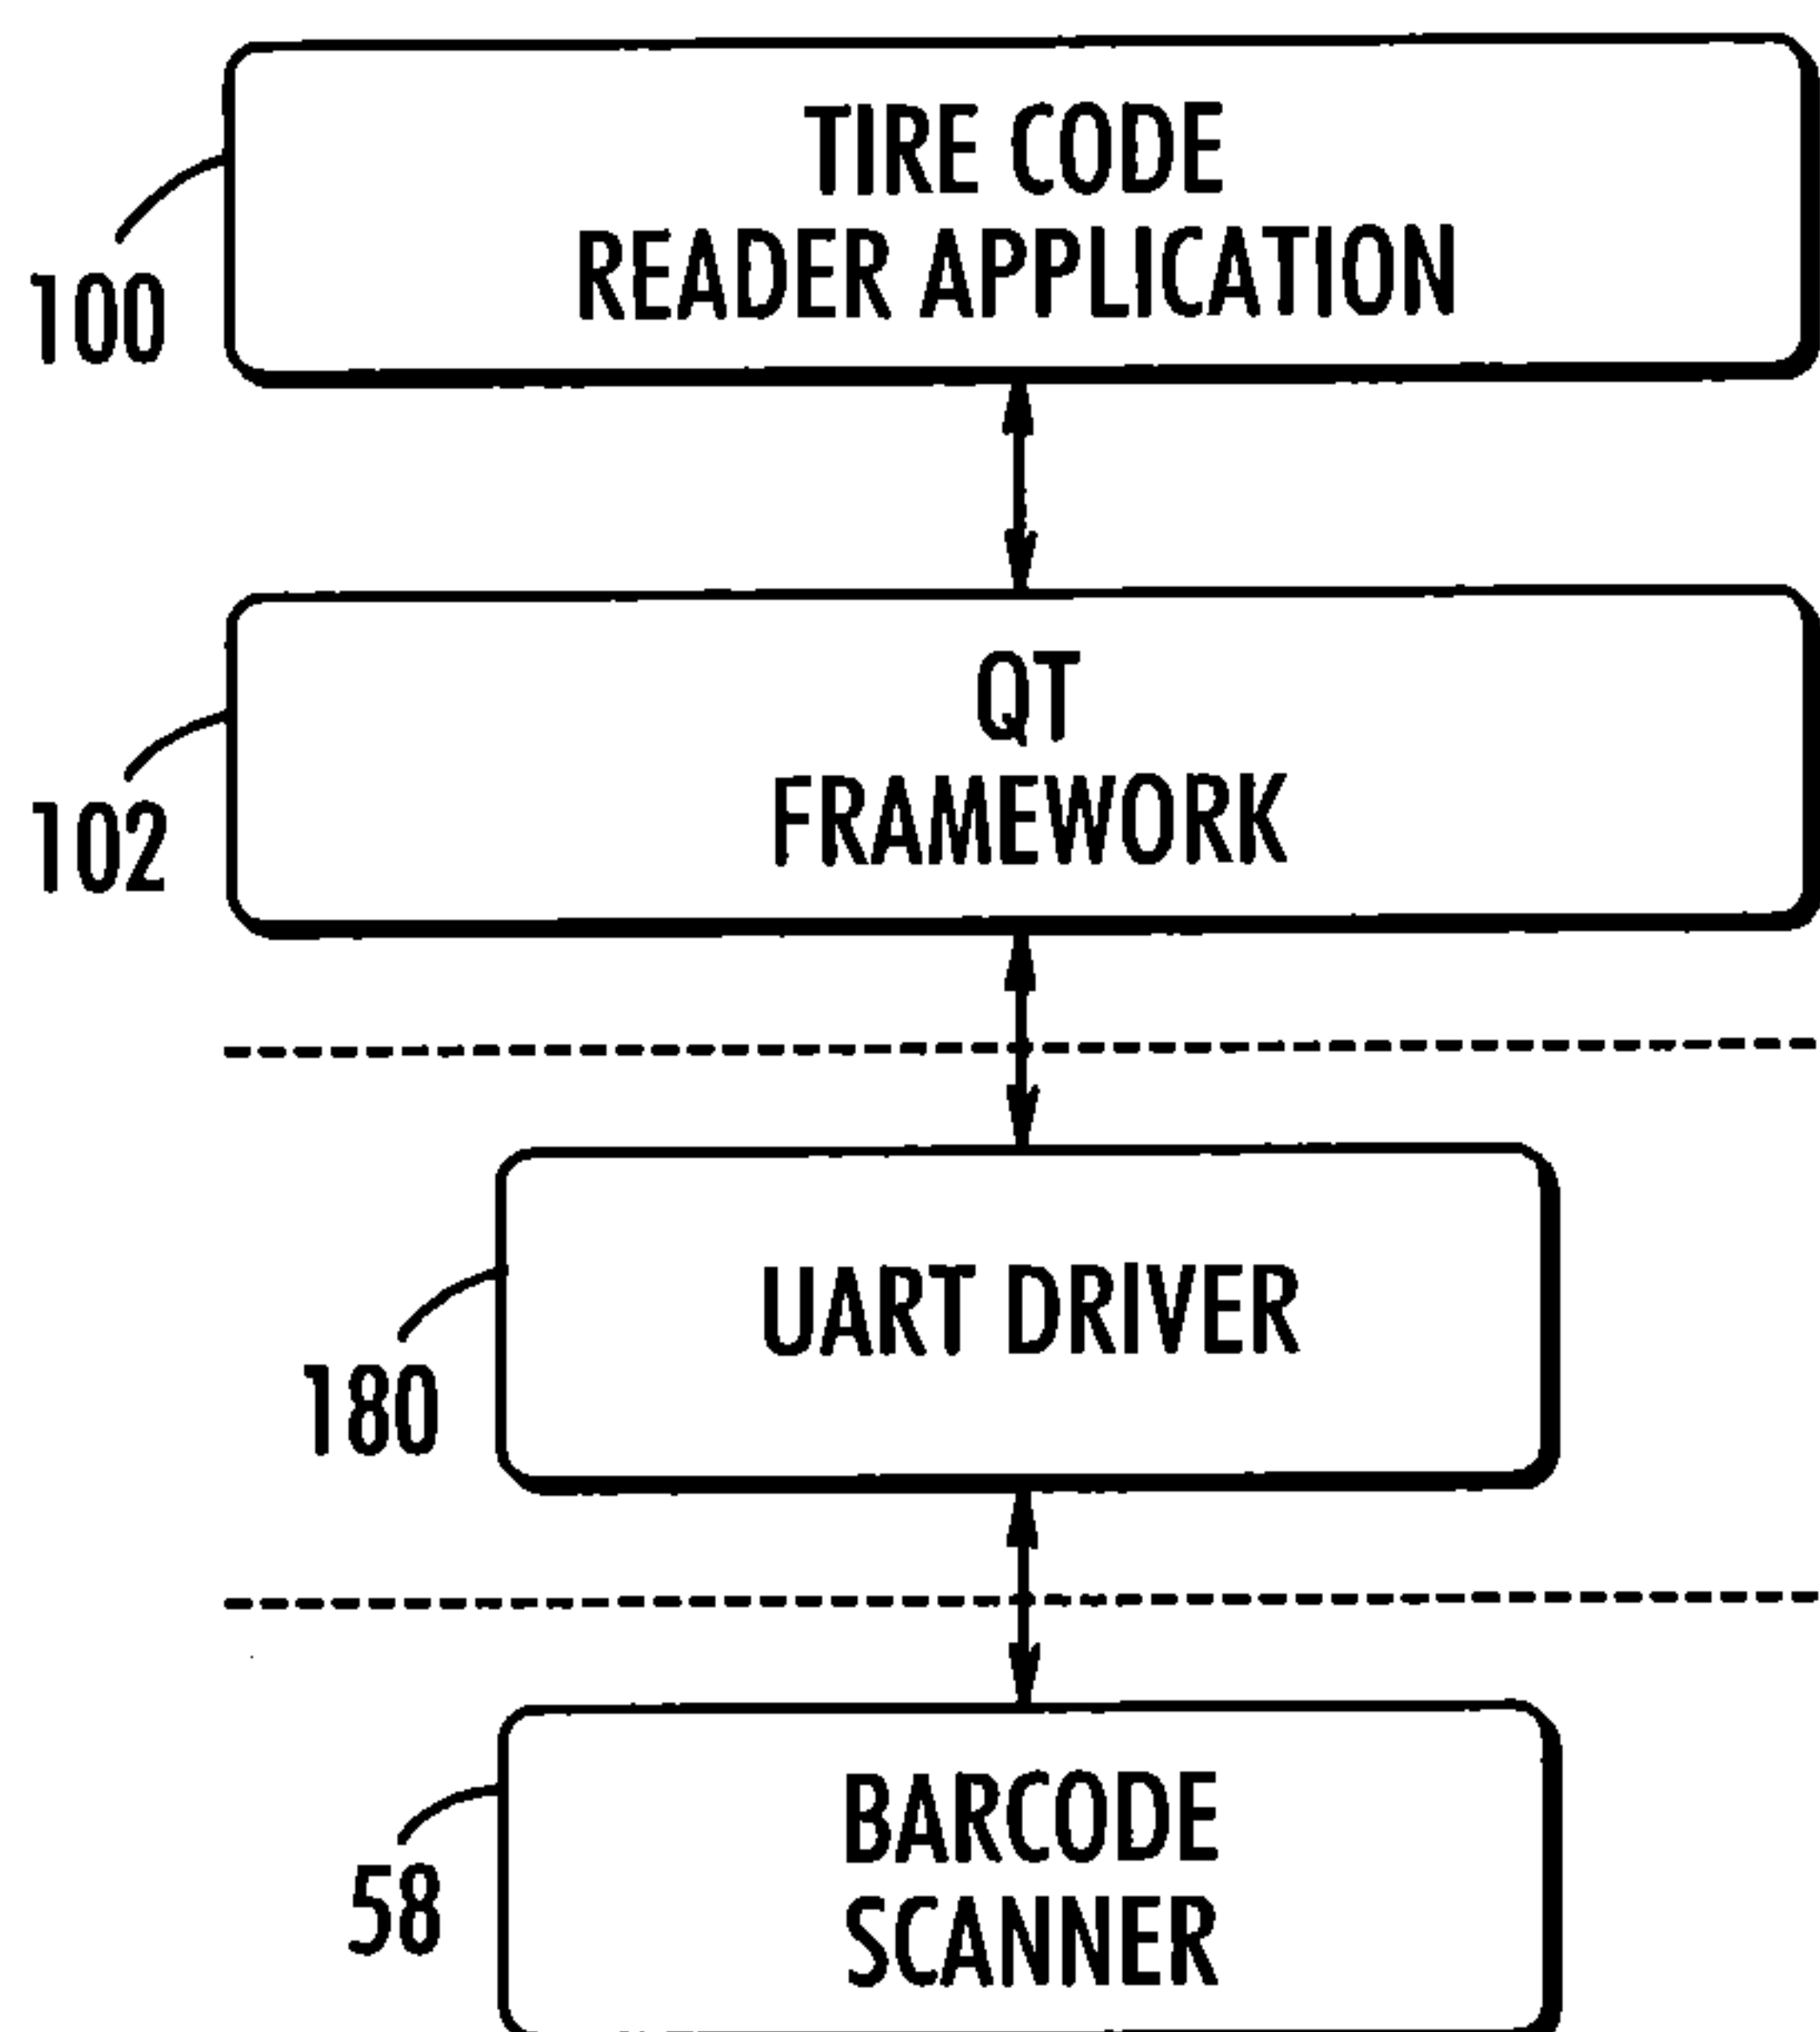 TIRE CODE
READER APPLICATION
100
QT
FRAMEWORK
102
UART DRIVER
180
BARCODE
SCANNER
58